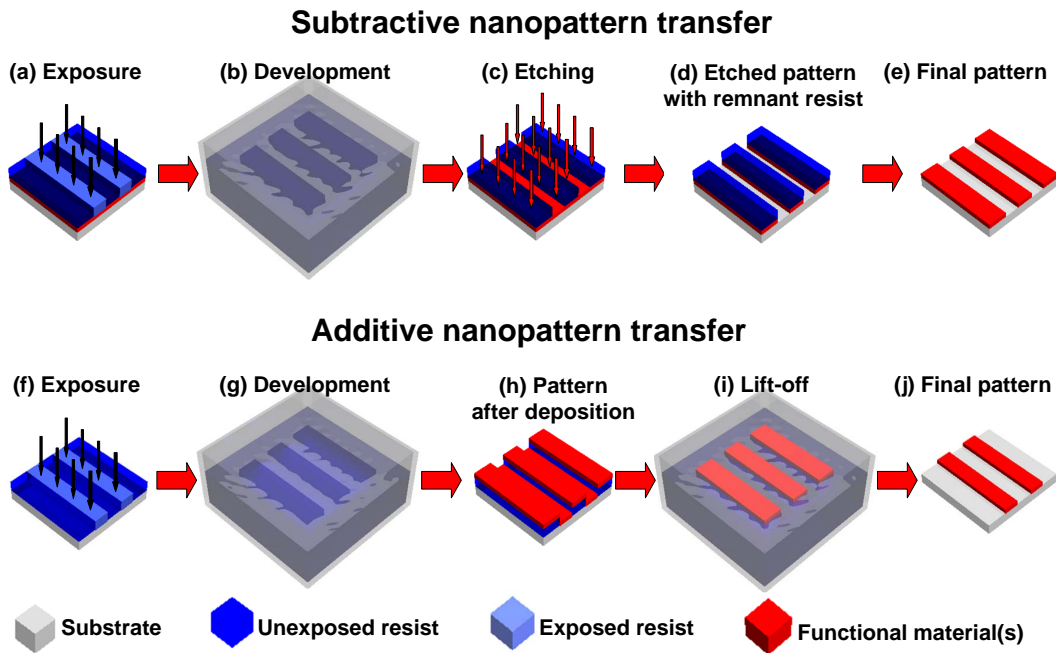 Subtractive nanopattern transfer
(a) Exposure
(b) Development
(c) Etching
(d) Etched pattern
with remnant resist
(e) Final pattern
Additive nanopattern transfer
(f) Exposure
(g) Development
(h) Pattern
after deposition
(i) Lift-off
(j) Final pattern
Substrate
Unexposed resist
Exposed resist
Functional material(s)